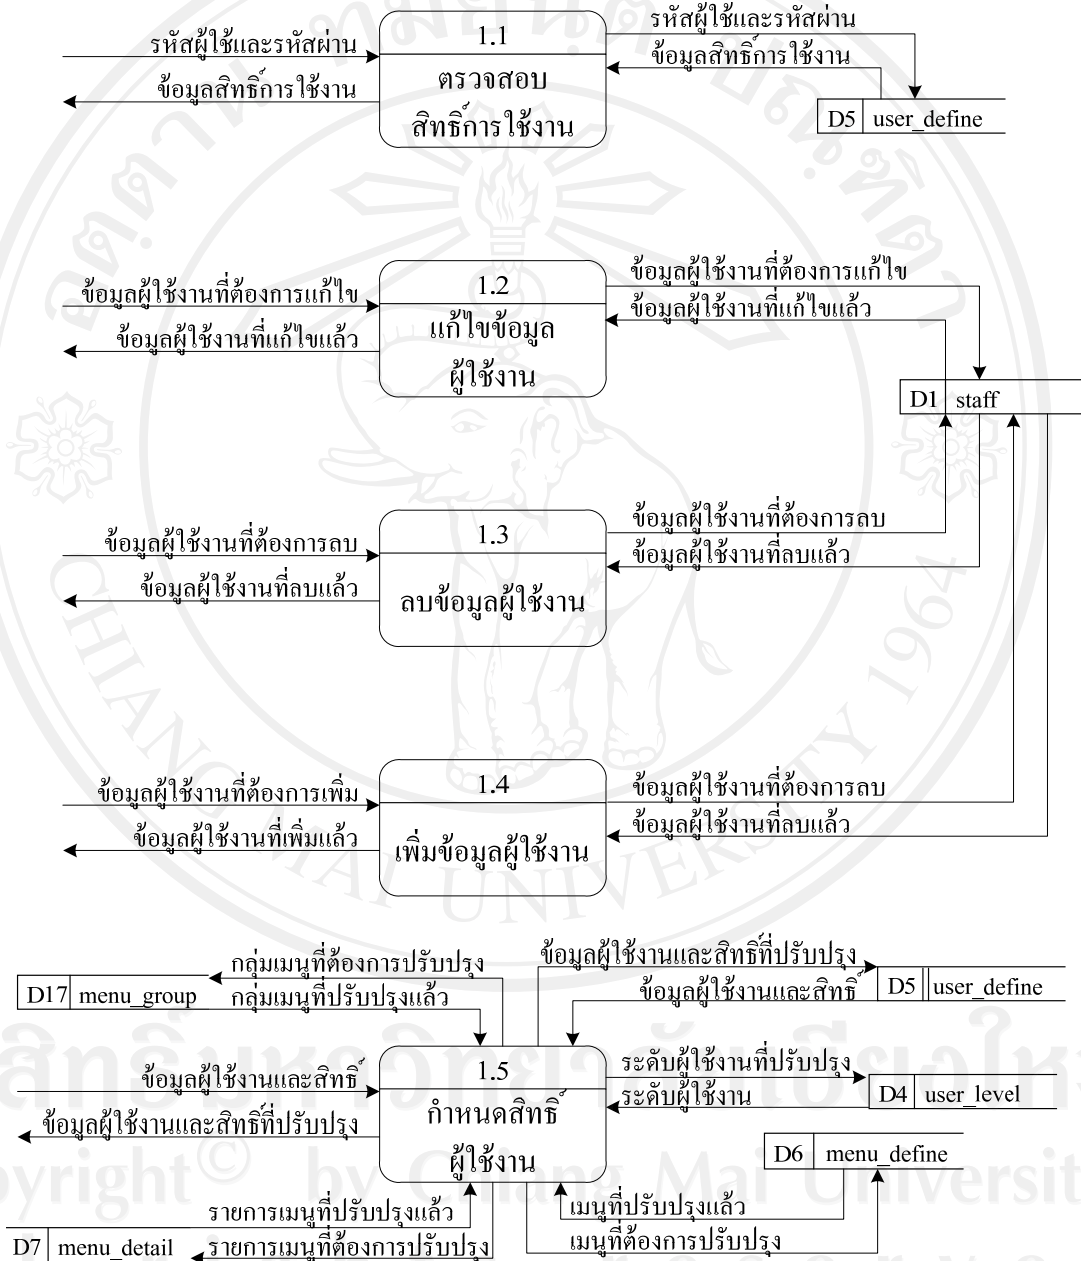 รหัสผู้ใช้และรหัสผ่าน
ข้อมูลสิทธิ์การใช้งาน
1.1
ตรวจสอบ
สิทธิ์การใช้งาน
รหัสผู้ใช้และรหัสผ่าน
ข้อมูลสิทธิ์การใช้งาน
D5 user_define
ข้อมูลผู้ใช้งานที่ต้องการแก้ไข
ข้อมูลผู้ใช้งานที่แก้ไขแล้ว
1.2
แก้ไขข้อมูล
ผู้ใช้งาน
ข้อมูลผู้ใช้งานที่ต้องการแก้ไข
ข้อมูลผู้ใช้งานที่แก้ไขแล้ว
D1 staff
ข้อมูลผู้ใช้งานที่ต้องการลบ
ข้อมูลผู้ใช้งานที่ลบแล้ว
1.3
ลบข้อมูลผู้ใช้งาน
ข้อมูลผู้ใช้งานที่ต้องการลบ
ข้อมูลผู้ใช้งานที่ลบแล้ว
ข้อมูลผู้ใช้งานที่ต้องการเพิ่ม
ข้อมูลผู้ใช้งานที่เพิ่มแล้ว
1.4
เพิ่มข้อมูลผู้ใช้งาน
ข้อมูลผู้ใช้งานที่ต้องการลบ
ข้อมูลผู้ใช้งานที่ลบแล้ว
CHIANG MAI UNIVERSITY 1964
กลุ่มเมนูที่ต้องการปรับปรุง
D17 menu_group
กลุ่มเมนูที่ปรับปรุงแล้ว
ข้อมูลผู้ใช้งานและสิทธิ์ที่ปรับปรุง
ข้อมูลผู้ใช้งานและสิทธิ์
D5 user_define
ข้อมูลผู้ใช้งานและสิทธิ์
ข้อมูลผู้ใช้งานและสิทธิ์ที่ปรับปรุง
1.5
กำหนดสิทธิ์
ผู้ใช้งาน
ระดับผู้ใช้งานที่ปรับปรุง
ระดับผู้ใช้งาน
D4 user_level
D6 menu_define
รายการเมนูที่ปรับปรุงแล้ว
รายการเมนูที่ต้องการปรับปรุง
D7 menu_detail
เมนูที่ปรับปรุงแล้ว
เมนูที่ต้องการปรับปรุง
by Chiang Mai Universit